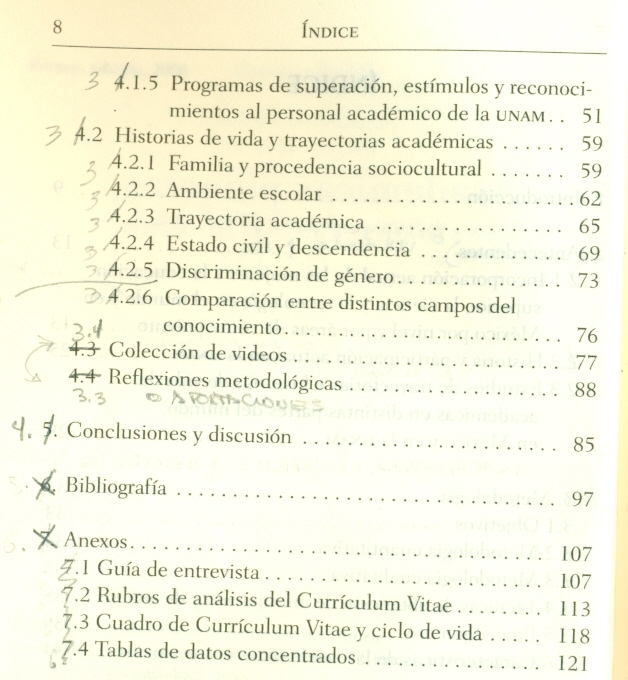 8 ÍNDICE
3 4.1.5 Programas de superación, estímulos y reconoci-
mientos al personal académico de la UNAM . . 51
3 4.2 Historias de vida y trayectorias académicas . . . . . . 59
3 4.2.1 Familia y procedencia sociocultural . . . . . . . 59
3 4.2.2 Ambiente escolar . . . . . . . . . . . . . . . . . . . . . 62
3 4.2.3 Trayectoria académica . . . . . . . . . . . . . . . . . 65
3 4.2.4 Estado civil y descendencia . . . . . . . . . . . . 69
3 4.2.5 Discriminación de género . . . . . . . . . . . . . . 73
3 4.2.6 Comparación entre distintos campos del
conocimiento . . . . . . . . . . . . . . . . . . . . . . . 76
3.4
4.3 Colección de videos . . . . . . . . . . . . . . . . . . . . . . . 77
4.4 Reflexiones metodológicas . . . . . . . . . . . . . . . . . . 88
3.3 O APORTACIONES
4. 5. Conclusiones y discusión . . . . . . . . . . . . . . . . . . . . . 85
6. Bibliografía . . . . . . . . . . . . . . . . . . . . . . . . . . . . . . . 97
7. Anexos . . . . . . . . . . . . . . . . . . . . . . . . . . . . . . . . . . 107
7.1 Guía de entrevista . . . . . . . . . . . . . . . . . . . . . . . . 107
7.2 Rubros de análisis del Currículum Vitae . . . . . . . . 113
7.3 Cuadro de Currículum Vitae y ciclo de vida . . . . . 118
7.4 Tablas de datos concentrados . . . . . . . . . . . . . . . 121